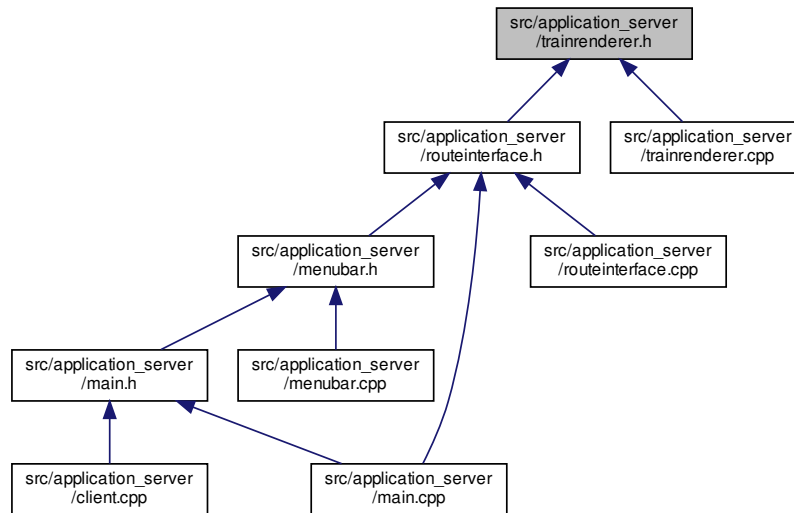 src/application_server
/trainrenderer.h
src/application_server
/routeinterface.h
src/application_server
/trainrenderer.cpp
src/application_server
/menubar.h
src/application_server
/routeinterface.cpp
src/application_server
/main.h
src/application_server
/menubar.cpp
src/application_server
/client.cpp
src/application_server
/main.cpp